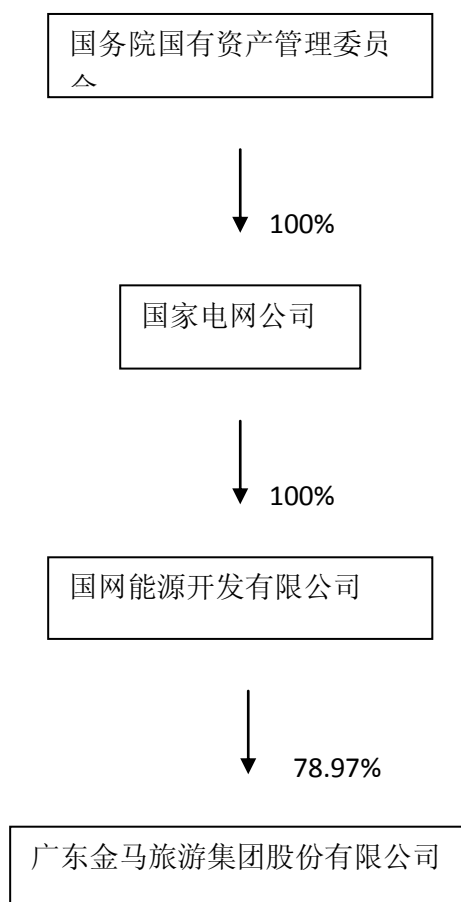 国务院国有资产管理委员
会
100%
国家电网公司
100%
国网能源开发有限公司
78.97%
广东金马旅游集团股份有限公司